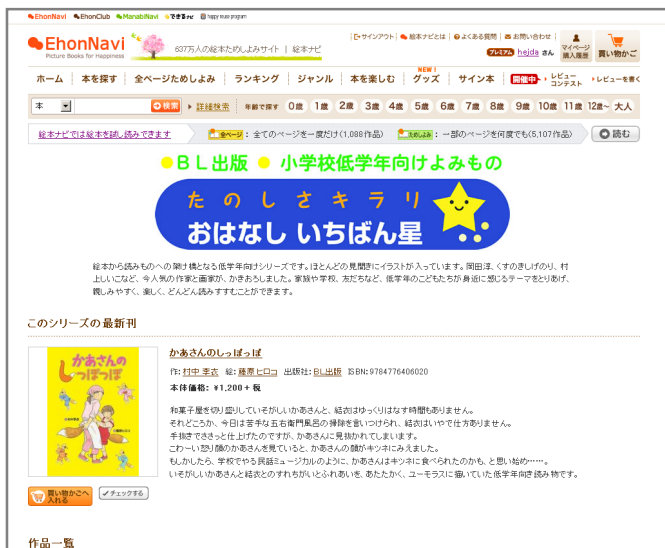 EhonNavi EhonClub ManabiNavi できるナビ happy reuse program
EhonNavi
Picture Books for Happiness
637万人の絵本ためしよみサイト | 絵本ナビ
サインアウト | 絵本ナビとは | よくある質問 | お問い合わせ
プレミアム hejda さん
マイページ
購入履歴
買い物かご
ホーム 本を探す 全ページためしよみ ランキング ジャンル 本を楽しむ NEW! グッズ サイン本 開催中 レビューコンテスト レビューを書く
本 検索 詳細検索 年齢で探す 0歳 1歳 2歳 3歳 4歳 5歳 6歳 7歳 8歳 9歳 10歳 11歳 12歳~ 大人
絵本ナビでは絵本を試し読みできます 全ページ : 全てのページを一度だけ(1,088作品) ためしよみ : 一部のページを何度でも(5,107作品) 読む
●BL出版 ● 小学校低学年向けよみもの
たのしさキラリ
おはなし いちばん星
絵本から読みものへの架け橋となる低学年向けシリーズです。ほとんどの見開きにイラストが入っています。岡田淳、くすのきしげのり、村
上しいこなど、今人気の作家と画家が、かきおろしました。家族や学校、友だちなど、低学年のこどもたちが身近に感じるテーマをとりあげ、
親しみやすく、楽しく、どんどん読みすすむことができます。
このシリーズの最新刊
かあさんの
しっぽっぽ
かあさんのしっぽっぽ
作: 村中 李衣 絵: 藤原 ヒロコ 出版社: BL出版 ISBN: 9784776406020
本体価格: ¥1,200 + 税
和菓子屋を切り盛りしていそがしいかあさんと、結衣はゆっくりはなす時間もありません。
それどころか、今日は苦手な五右衛門風呂の掃除を言いつけられ、結衣はいやで仕方ありません。
手抜きでささっと仕上げたのですが、かあさんに見抜かれてしまいます。
こわーい怒り顔のかあさんを見ていると、かあさんの顔がキツネにみえました。
もしかしたら、学校でやる民話ミュージカルのように、かあさんはキツネに食べられたのかも、と思い始め……。
いそがしいかあさんと結衣とのすれちがいとふれあいを、あたたかく、ユーモラスに描いていた低学年向き読み物です。
買い物かごへ
入れる
チェックする
作品一覧